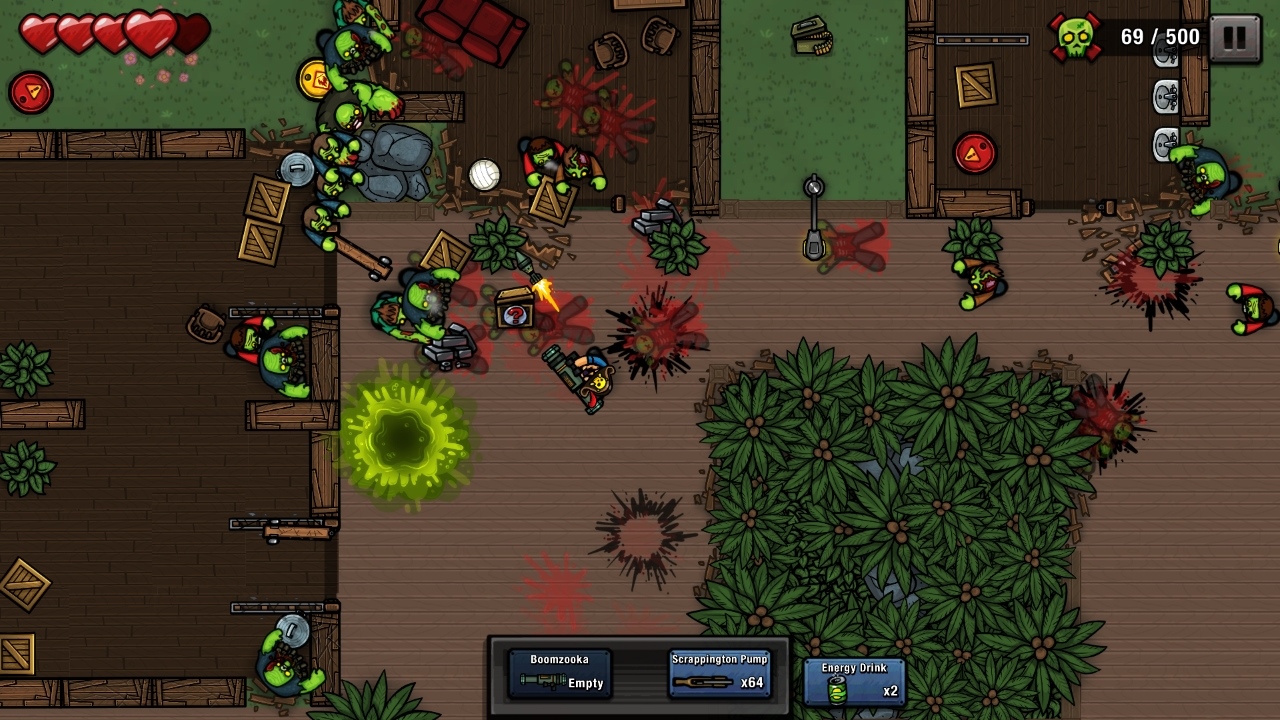 69 / 500
?
Boomzooka
Empty
Scrappington Pump
x64
Energy Drink
x2